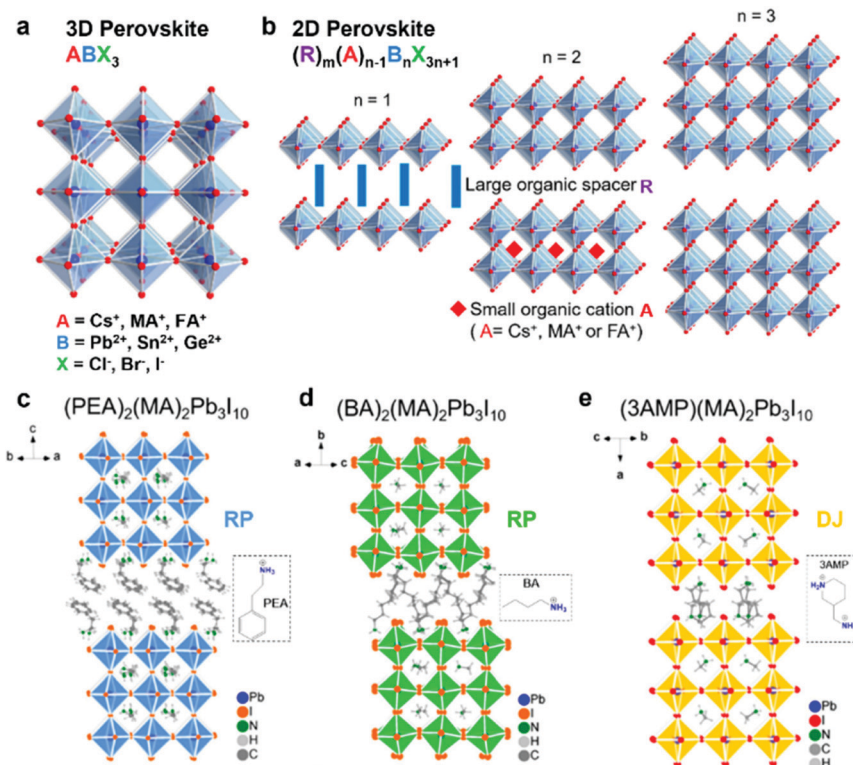 a 3D Perovskite
ABX₃
A = Cs⁺, MA⁺, FA⁺
B = Pb²⁺, Sn²⁺, Ge²⁺
X = Cl⁻, Br⁻, I⁻
b 2D Perovskite
(R)ₘ(A)ₙ₋₁BₙX₃ₙ₊₁
n = 1
n = 2
n = 3
Large organic spacer R
Small organic cation A
( A= Cs⁺, MA⁺ or FA⁺)
c (PEA)₂(MA)₂Pb₃I₁₀
c
b a
RP
NH₃
⊕
PEA
Pb
I
N
H
C
d (BA)₂(MA)₂Pb₃I₁₀
b
a c
RP
BA
⊕
NH₃
Pb
I
N
H
C
e (3AMP)(MA)₂Pb₃I₁₀
c b
a
DJ
3AMP
⊕
H₂N
⊕
NH
Pb
I
N
C
H